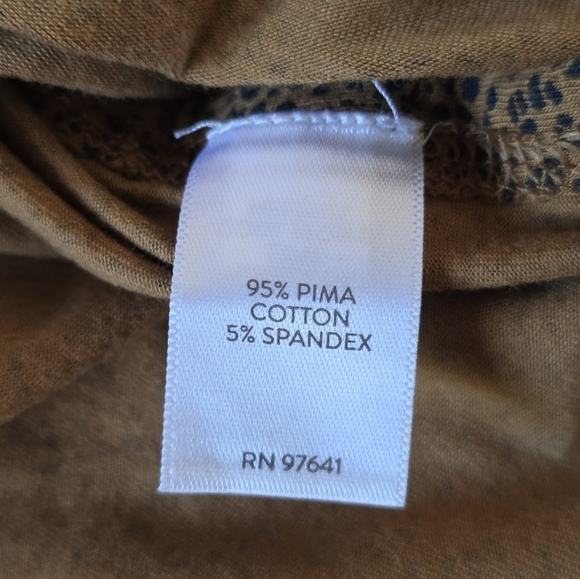 95% PIMA
COTTON
5% SPANDEX
RN 97641